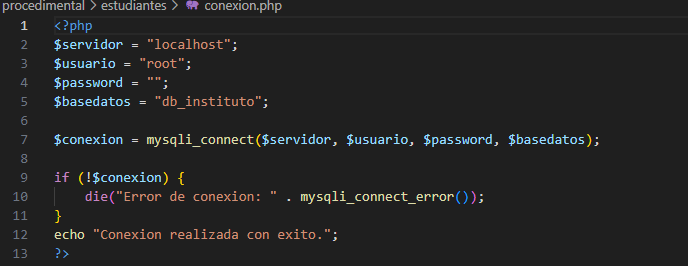 procedimental > estudiantes > conexion.php
1 <?php
2 $servidor = "localhost";
3 $usuario = "root";
4 $password = "";
5 $basedatos = "db_instituto";
6
7 $conexion = mysqli_connect($servidor, $usuario, $password, $basedatos);
8
9 if (!$conexion) {
10     die("Error de conexion: " . mysqli_connect_error());
11 }
12 echo "Conexion realizada con exito.";
13 ?>